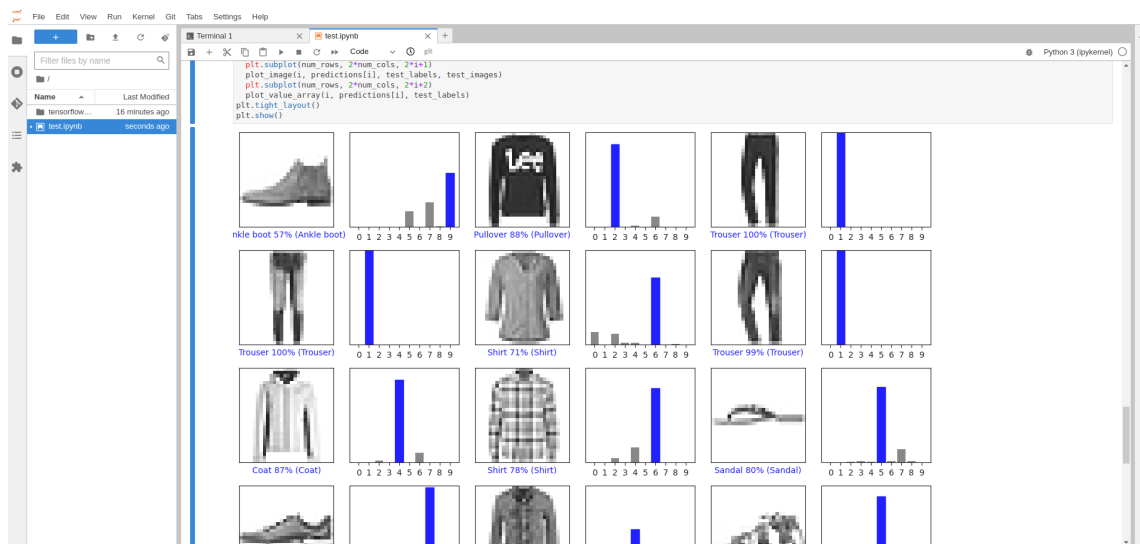 File Edit View Run Kernel Git Tabs Settings Help
+
Filter files by name
/
Name Last Modified
tensorflow... 16 minutes ago
test.ipynb seconds ago
Terminal 1 × test.ipynb × +
Code Python 3 (ipykernel)
plt.subplot(num_rows, 2*num_cols, 2*i+1)
plot_image(i, predictions[i], test_labels, test_images)
plt.subplot(num_rows, 2*num_cols, 2*i+2)
plot_value_array(i, predictions[i], test_labels)
plt.tight_layout()
plt.show()
Lee
nkle boot 57% (Ankle boot) 0 1 2 3 4 5 6 7 8 9 Pullover 88% (Pullover) 0 1 2 3 4 5 6 7 8 9 Trouser 100% (Trouser) 0 1 2 3 4 5 6 7 8 9
Trouser 100% (Trouser) 0 1 2 3 4 5 6 7 8 9 Shirt 71% (Shirt) 0 1 2 3 4 5 6 7 8 9 Trouser 99% (Trouser) 0 1 2 3 4 5 6 7 8 9
Coat 87% (Coat) 0 1 2 3 4 5 6 7 8 9 Shirt 78% (Shirt) 0 1 2 3 4 5 6 7 8 9 Sandal 80% (Sandal) 0 1 2 3 4 5 6 7 8 9